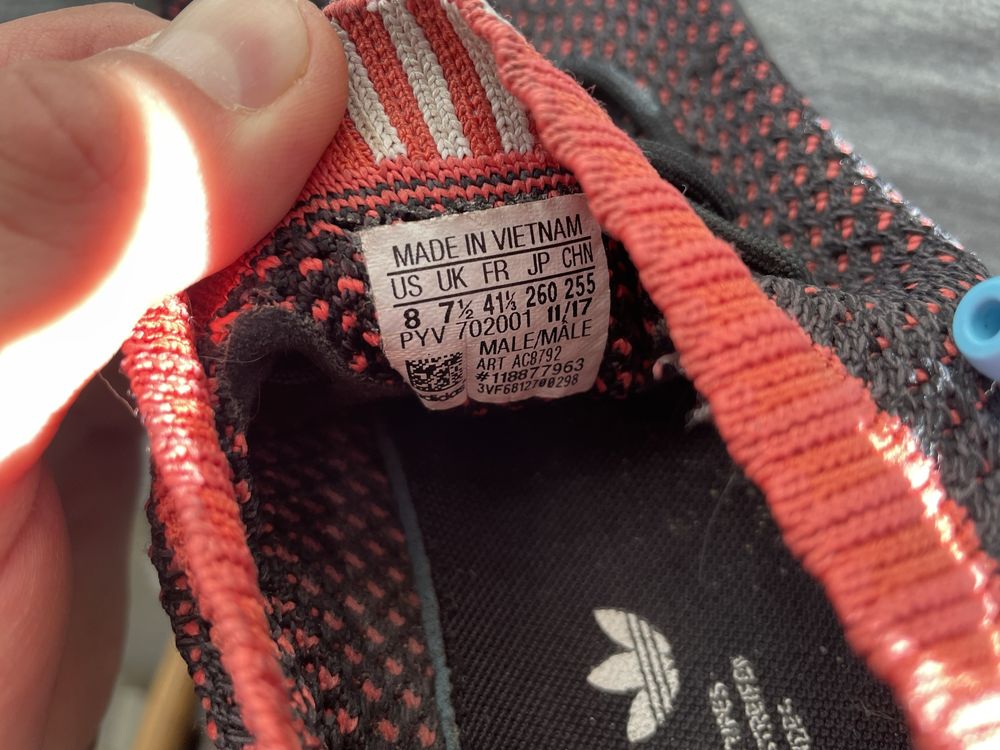 MADE IN VIETNAM
US UK FR JP CHN
8 7½ 41⅓ 260 255
PYV 702001 11/17
MALE/MÂLE
ART AC8792
#118877963
3VF6812700298
adidas